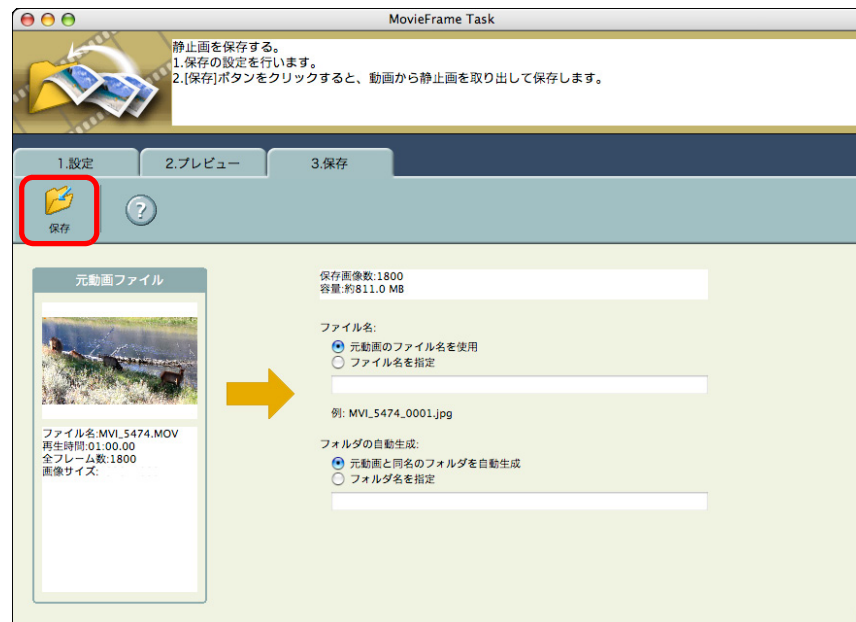 MovieFrame Task
静止画を保存する。
1.保存の設定を行います。
2.[保存]ボタンをクリックすると、動画から静止画を取り出して保存します。
1.設定
2.プレビュー
3.保存
保存
?
元動画ファイル
ファイル名:MVI_5474.MOV
再生時間:01:00.00
全フレーム数:1800
画像サイズ:
保存画像数:1800
容量:約811.0 MB
ファイル名:
元動画のファイル名を使用
ファイル名を指定
例: MVI_5474_0001.jpg
フォルダの自動生成:
元動画と同名のフォルダを自動生成
フォルダ名を指定